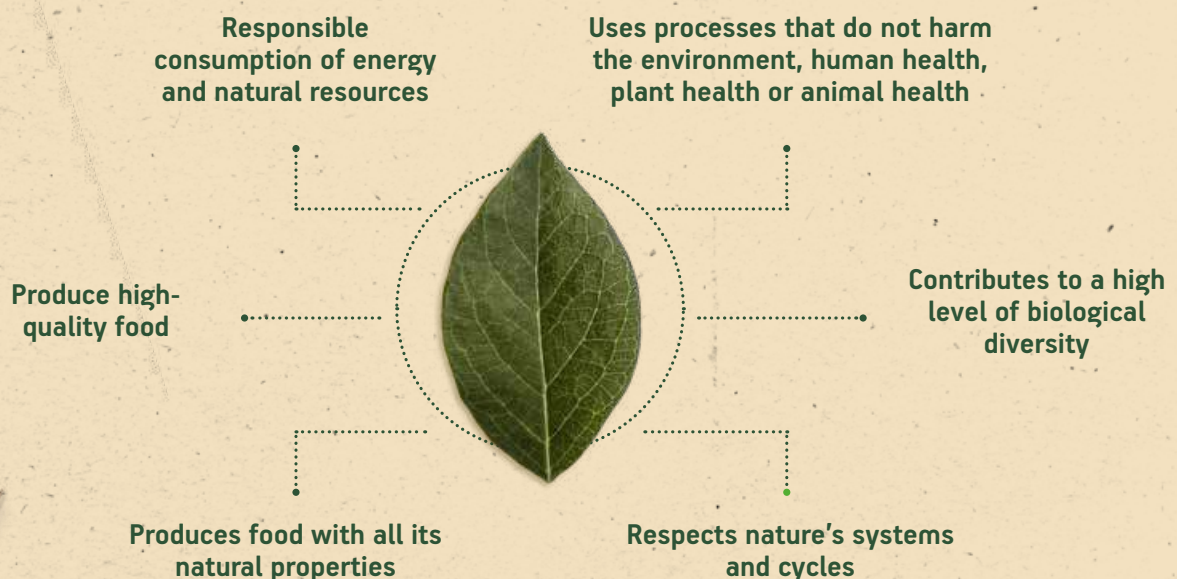 Responsible
consumption of energy
and natural resources
Uses processes that do not harm
the environment, human health,
plant health or animal health
Produce high-
quality food
Contributes to a high
level of biological
diversity
Produces food with all its
natural properties
Respects nature's systems
and cycles